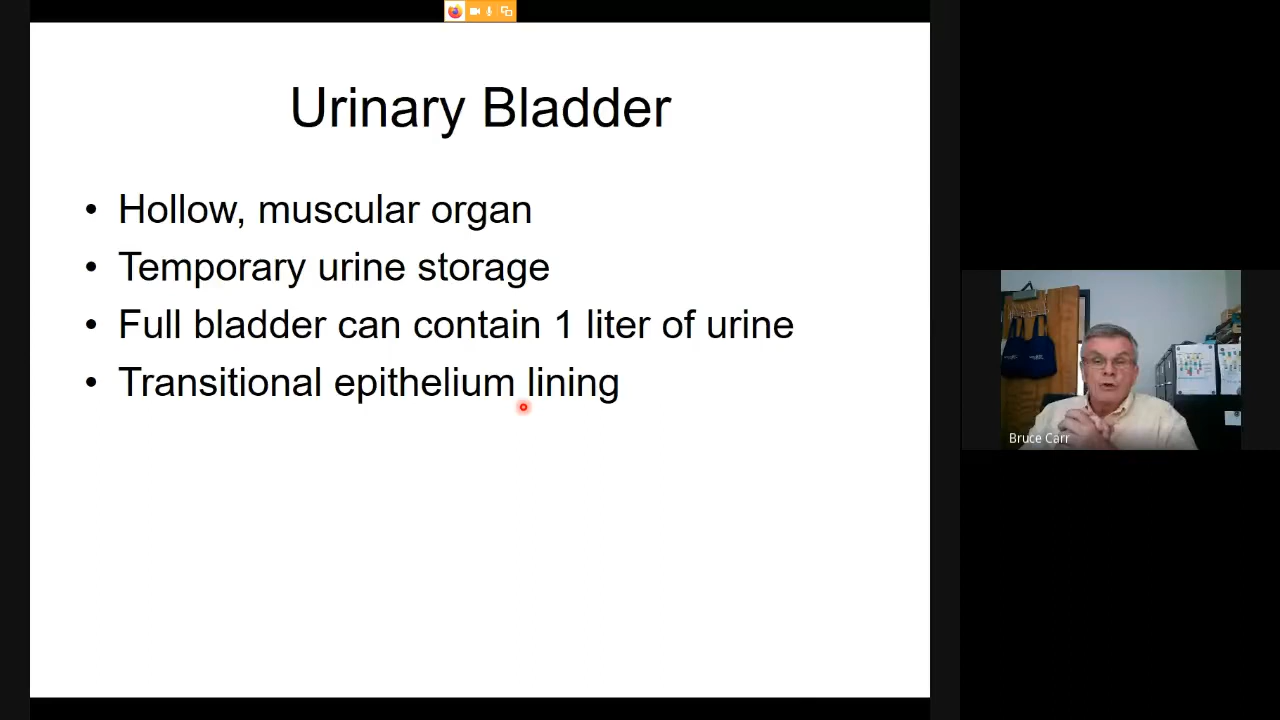 Urinary Bladder
• Hollow, muscular organ
• Temporary urine storage
• Full bladder can contain 1 liter of urine
• Transitional epithelium lining
Bruce Carr